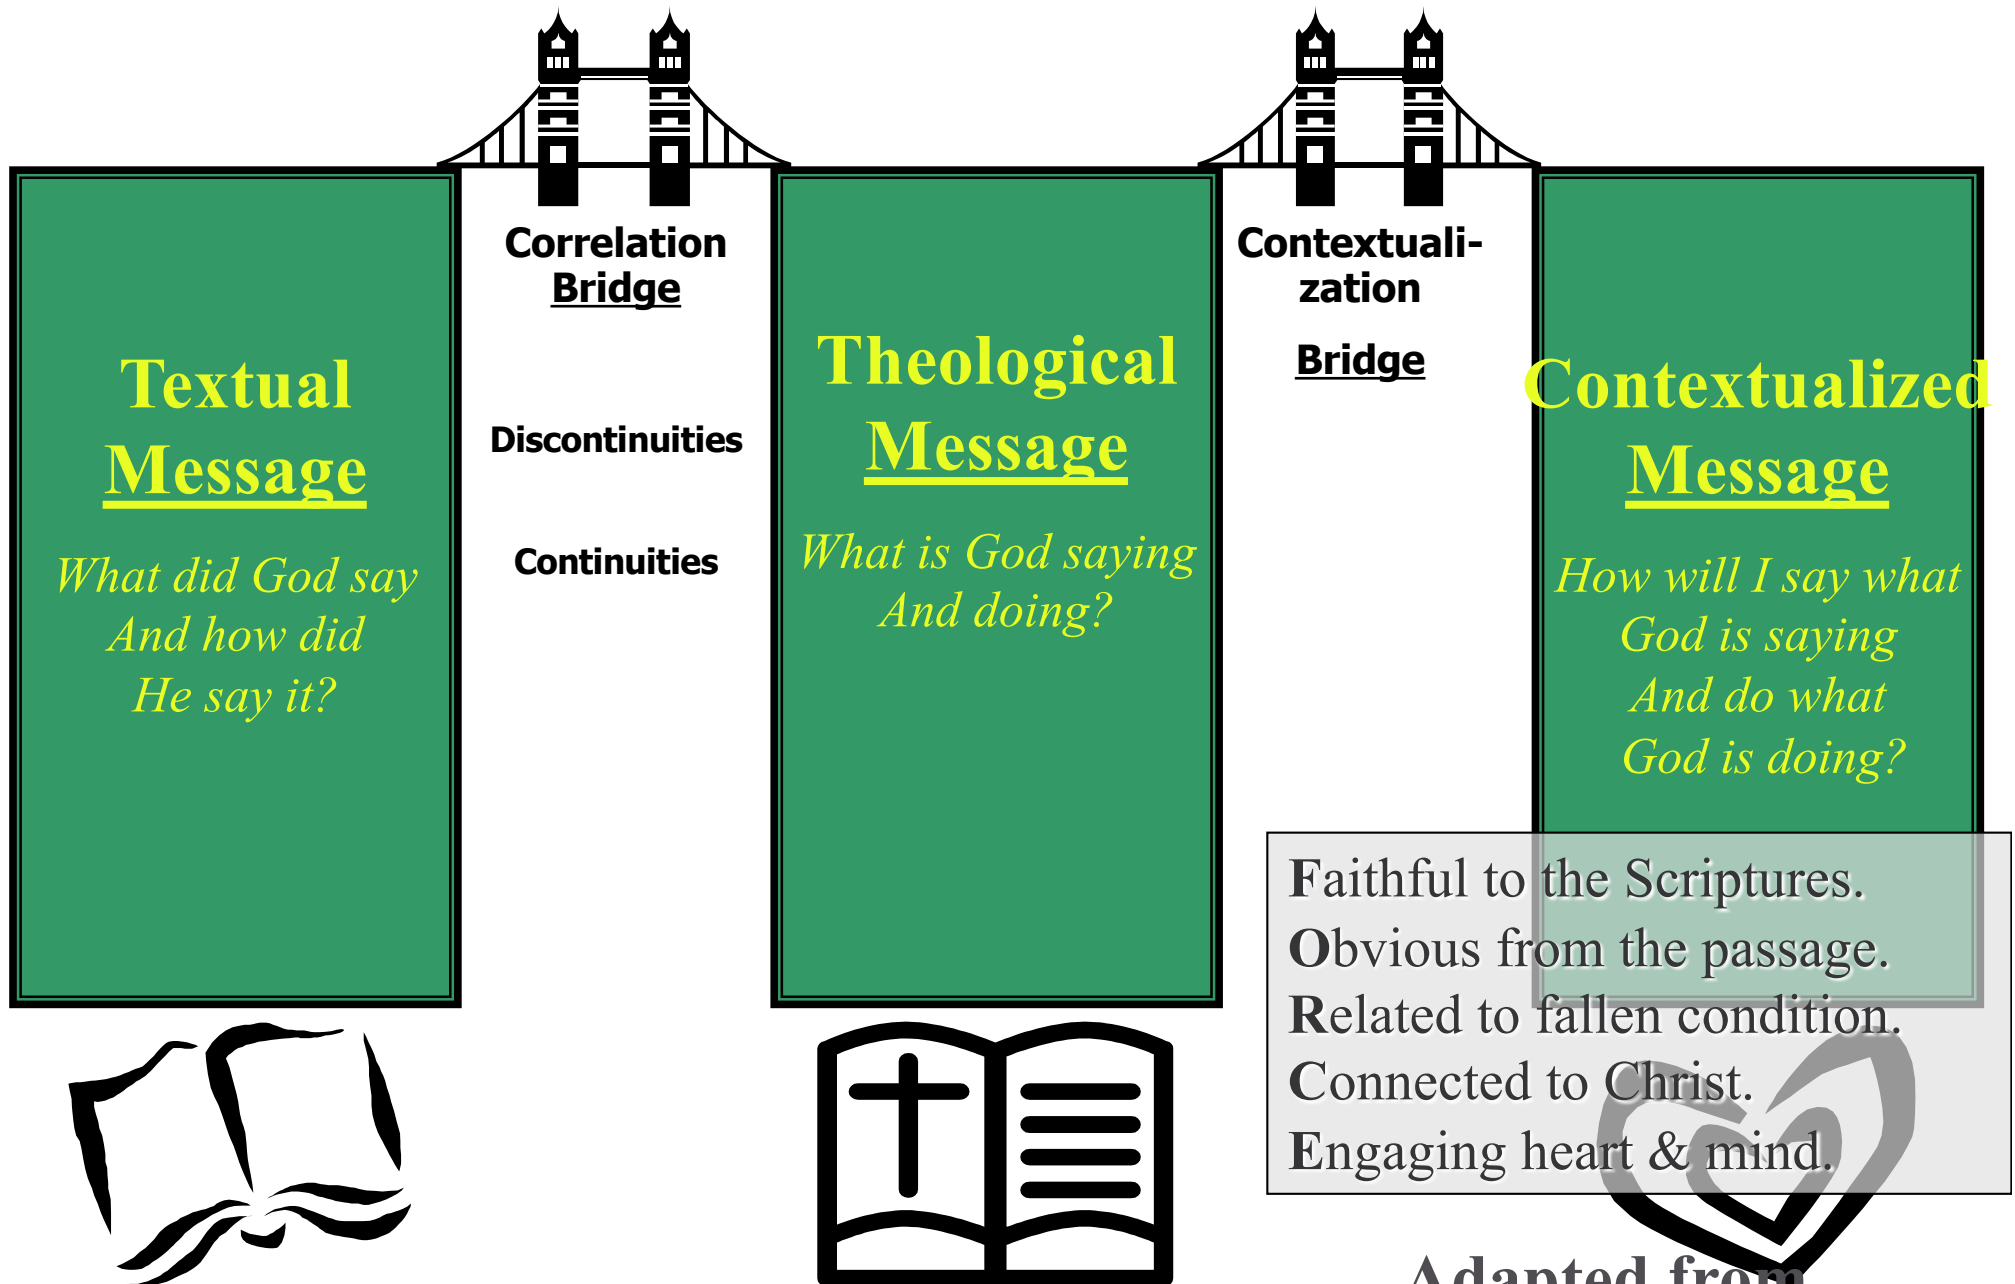 Textual
Message
What did God say
And how did
He say it?
Correlation
Bridge
Discontinuities
Continuities
Theological
Message
What is God saying
And doing?
Contextuali-
zation
Bridge
Contextualized
Message
How will I say what
God is saying
And do what
God is doing?
Faithful to the Scriptures.
Obvious from the passage.
Related to fallen condition.
Connected to Christ.
Engaging heart & mind.
Adapted from